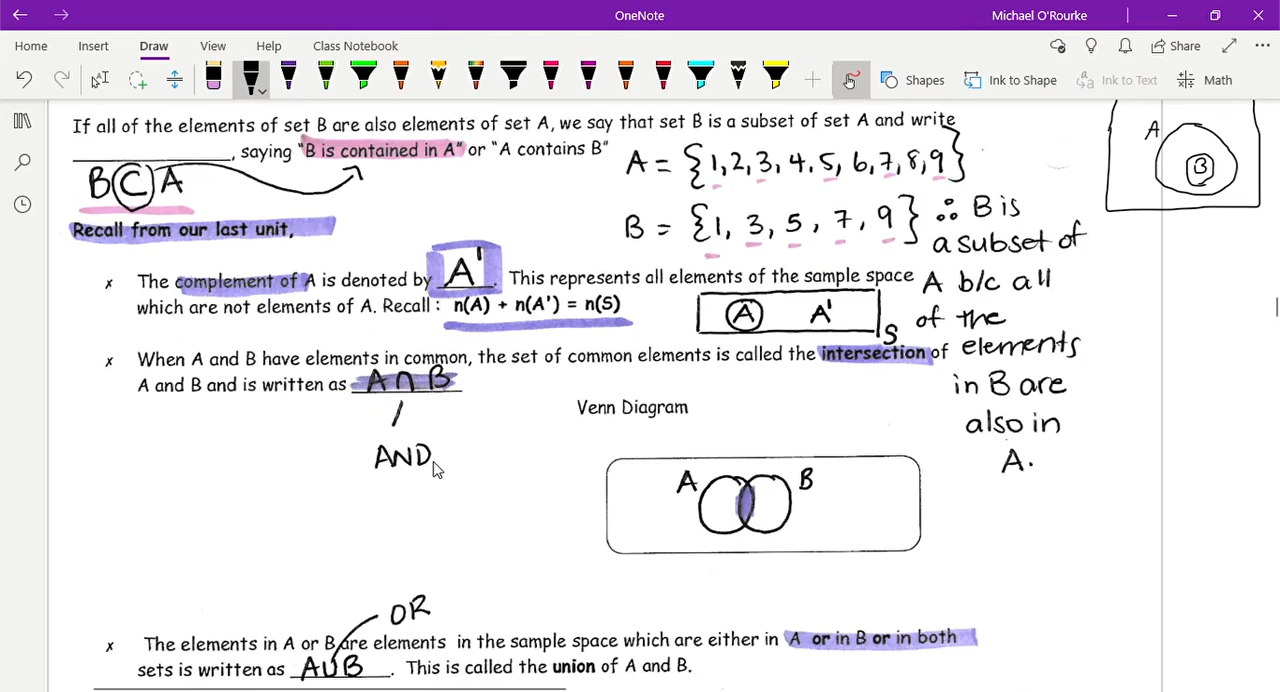 OneNote
Michael O'Rourke
Home Insert Draw View Help Class Notebook
Share
Shapes Ink to Shape Ink to Text Math
If all of the elements of set B are also elements of set A, we say that set B is a subset of set A and write
____________________, saying "B is contained in A" or "A contains B"
B ⊂ A
A = {1, 2, 3, 4, 5, 6, 7, 8, 9}
B = {1, 3, 5, 7, 9}
∴ B is
a subset of
A b/c all
of the
elements
in B are
also in
A.
A
B
Recall from our last unit,
× The complement of A is denoted by A'. This represents all elements of the sample space
which are not elements of A. Recall: n(A) + n(A') = n(S)
A A'
S
× When A and B have elements in common, the set of common elements is called the intersection of
A and B and is written as A ∩ B
AND
Venn Diagram
A B
OR
× The elements in A or B are elements in the sample space which are either in A or in B or in both
sets is written as A∪B. This is called the union of A and B.